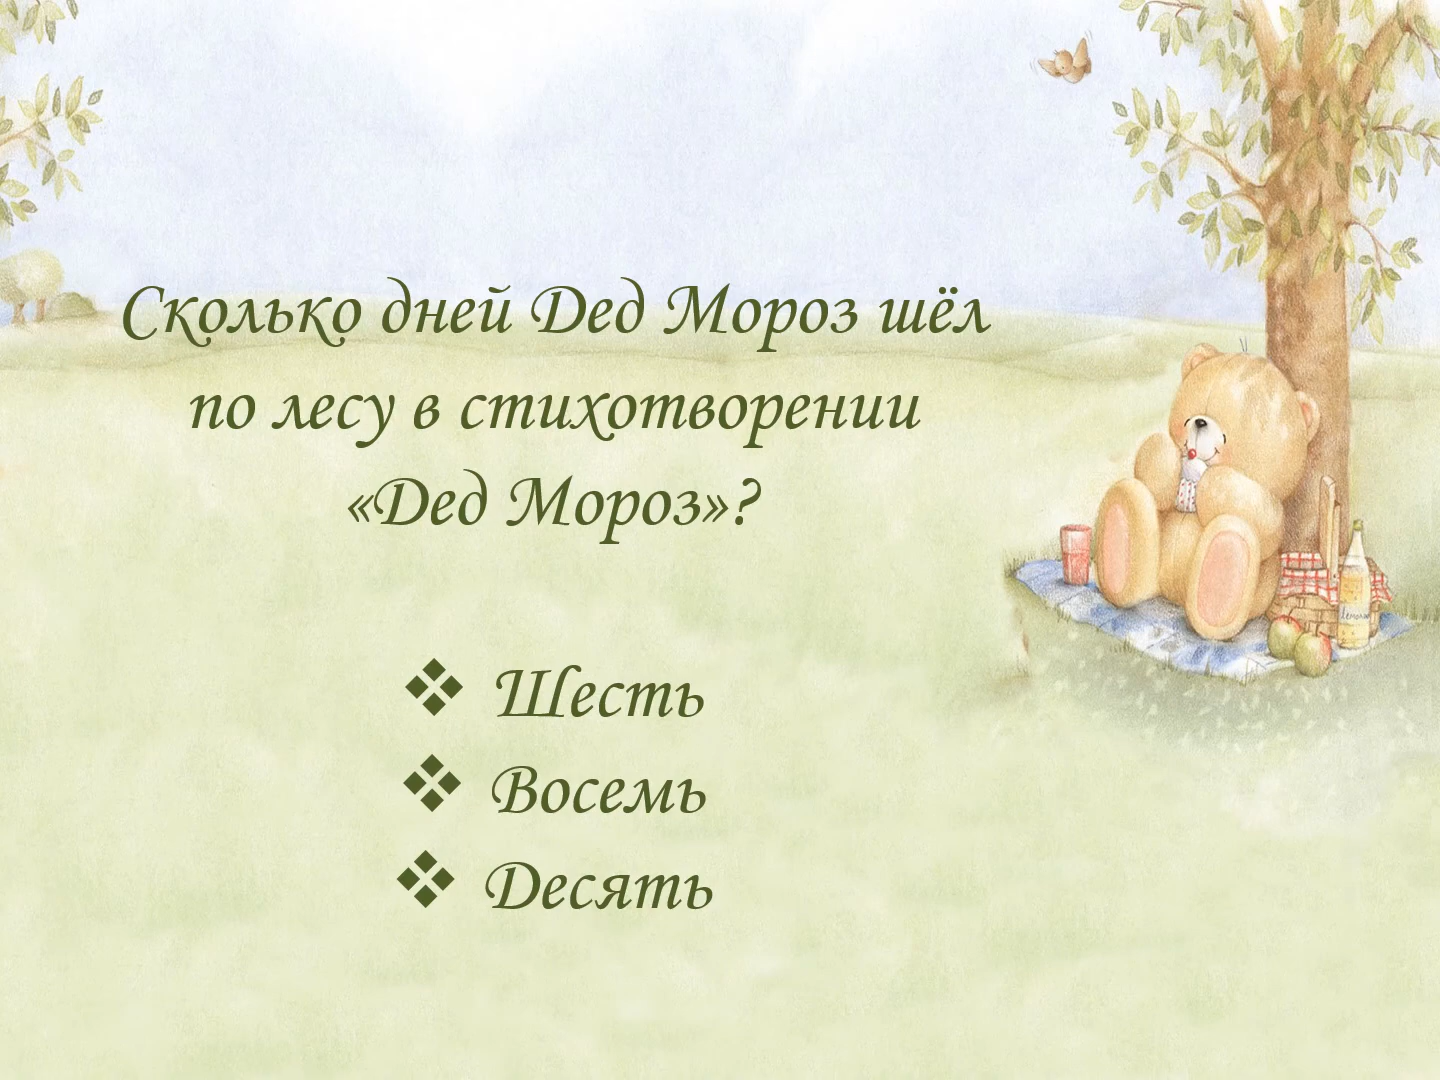 Сколько дней Дед Мороз шёл
по лесу в стихотворении
«Дед Мороз»?
❖ Шесть
❖ Восемь
❖ Десять